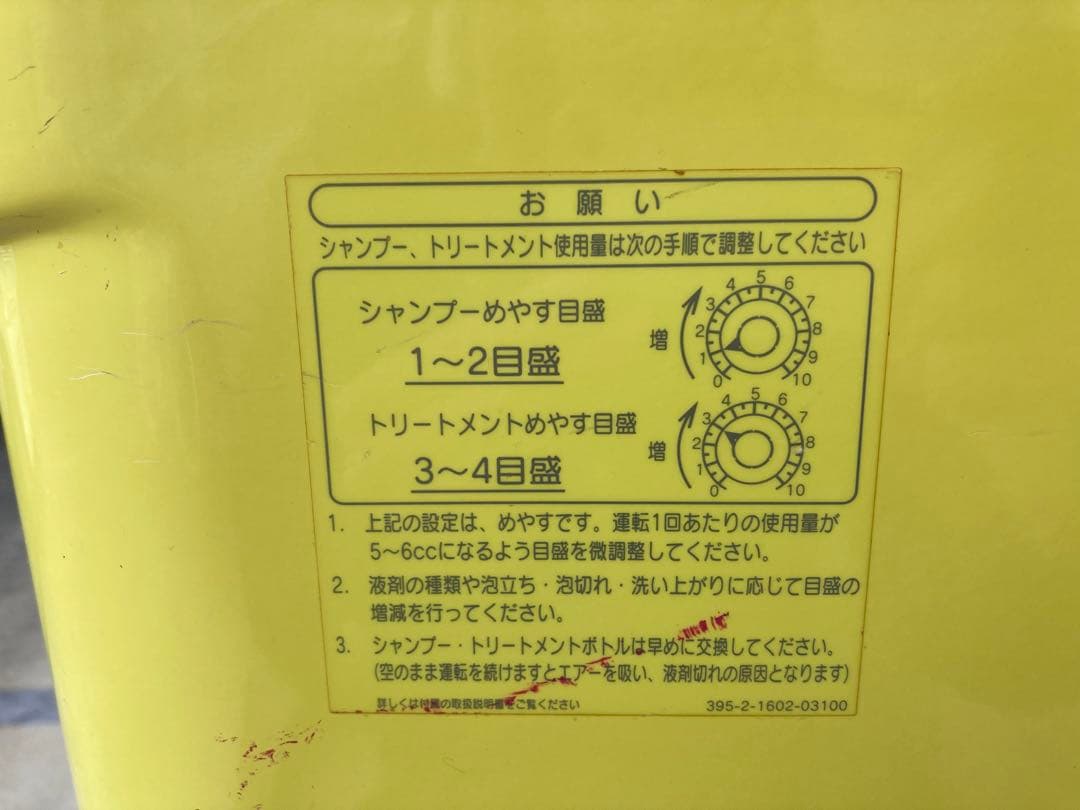 お願い
シャンプー、トリートメント使用量は次の手順で調整してください
シャンプーめやす目盛
1〜2目盛
増
0 1 2 3 4 5 6 7 8 9 10
トリートメントめやす目盛
3〜4目盛
増
0 1 2 3 4 5 6 7 8 9 10
1. 上記の設定は、めやすです。運転1回あたりの使用量が
5〜6ccになるよう目盛を微調整してください。
2. 液剤の種類や泡立ち・泡切れ・洗い上がりに応じて目盛の
増減を行ってください。
3. シャンプー・トリートメントボトルは早めに交換してください。
(空のまま運転を続けますとエアーを吸い、液剤切れの原因となります)
詳しくは付属の取扱説明書をご覧ください
395-2-1602-03100